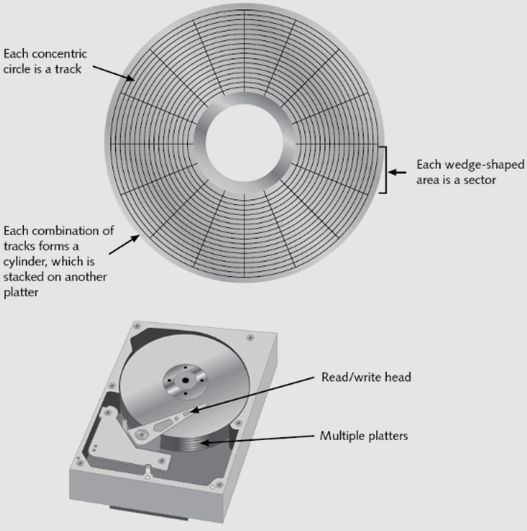 Each concentric
circle is a track
Each wedge-shaped
area is a sector
Each combination of
tracks forms a
cylinder, which is
stacked on another
platter
Read/write head
Multiple platters